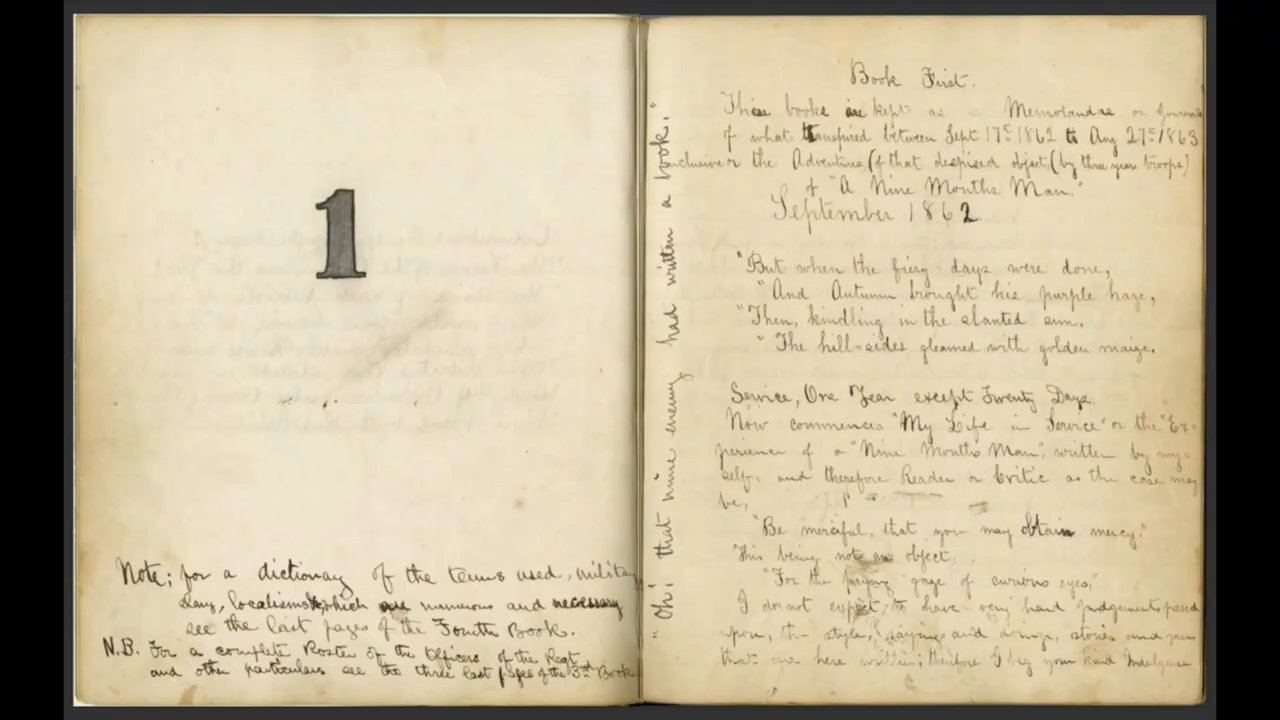 1
Note; for a dictionary of the terms used, military
slang, localisms &c, which are numerous and necessary
see the last pages of the Fourth Book.
N.B. For a complete Roster of the Officers of the Regt
and other particulars see the three last pages of the 3rd Book
"Oh! that mine enemy had written a book."
Book First.
These books are kept as a Memorandae or Journals
of what transpired between Sept 17th 1862 to Aug 27th 1863
inclusive or the Adventures (of that despised object, (by three year troops)
of "A Nine Months Man."
September 1862
"But when the fiery days were done,
"And Autumn brought his purple haze,
"Then, kindling in the slanted sun,
"The hill-sides gleamed with golden maize.
Service, One Year except Twenty Days.
Now commences "My Life in Service" or the "Ex-
perience of a "Nine Months Man", written by my-
self, and therefore Reader or Critic as the case may
be,
"Be merciful, that you may obtain mercy."
This being not an object
"For the prying gaze of curious eyes,"
I do not expect to have very hard Judgements passed
upon, the style, sayings and doings, stories and
that are here written; therefore I beg your kind Indulgence